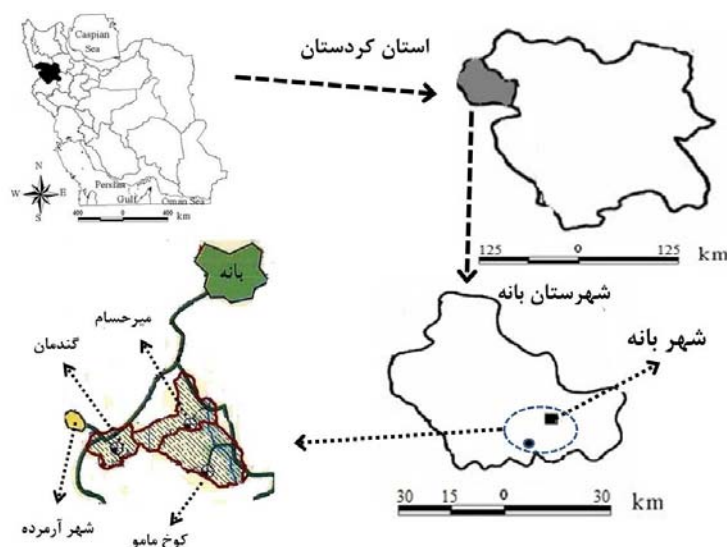 Caspian
Sea
استان کردستان
N
W E
S
Persian
Gulf
Oman Sea
400 0 400
km
125 0 125
km
شهرستان بانه
شهر بانه
30 15 0 30
km
بانه
میرحسام
گندمان
شهر آرمرده
کوخ مامو